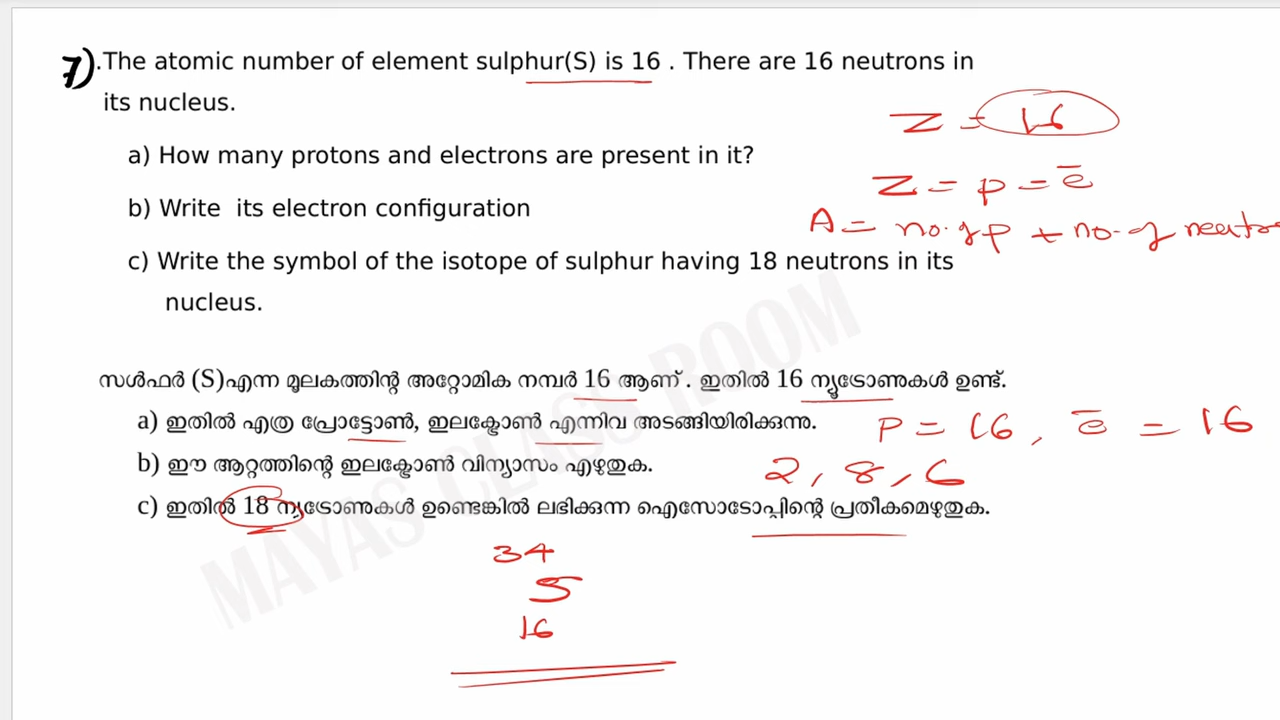 7).The atomic number of element sulphur(S) is 16 . There are 16 neutrons in
its nucleus.
Z = 16
a) How many protons and electrons are present in it?
Z = p = ē
b) Write its electron configuration
A = no. of p + no. of neutro
c) Write the symbol of the isotope of sulphur having 18 neutrons in its
nucleus.
സൾഫർ (S)എന്ന മൂലകത്തിന്റ അറ്റോമിക നമ്പർ 16 ആണ് . ഇതിൽ 16 ന്യൂട്രോണുകൾ ഉണ്ട്.
a) ഇതിൽ എത്ര പ്രോട്ടോൺ, ഇലക്ട്രോൺ എന്നിവ അടങ്ങിയിരിക്കുന്നു.
P = 16 , ē = 16
b) ഈ ആറ്റത്തിന്റെ ഇലക്ട്രോൺ വിന്യാസം എഴുതുക.
2, 8, 6
c) ഇതിൽ 18 ന്യൂട്രോണുകൾ ഉണ്ടെങ്കിൽ ലഭിക്കുന്ന ഐസോടോപ്പിന്റെ പ്രതീകമെഴുതുക.
34
S
16
MAYAS CLASS ROOM